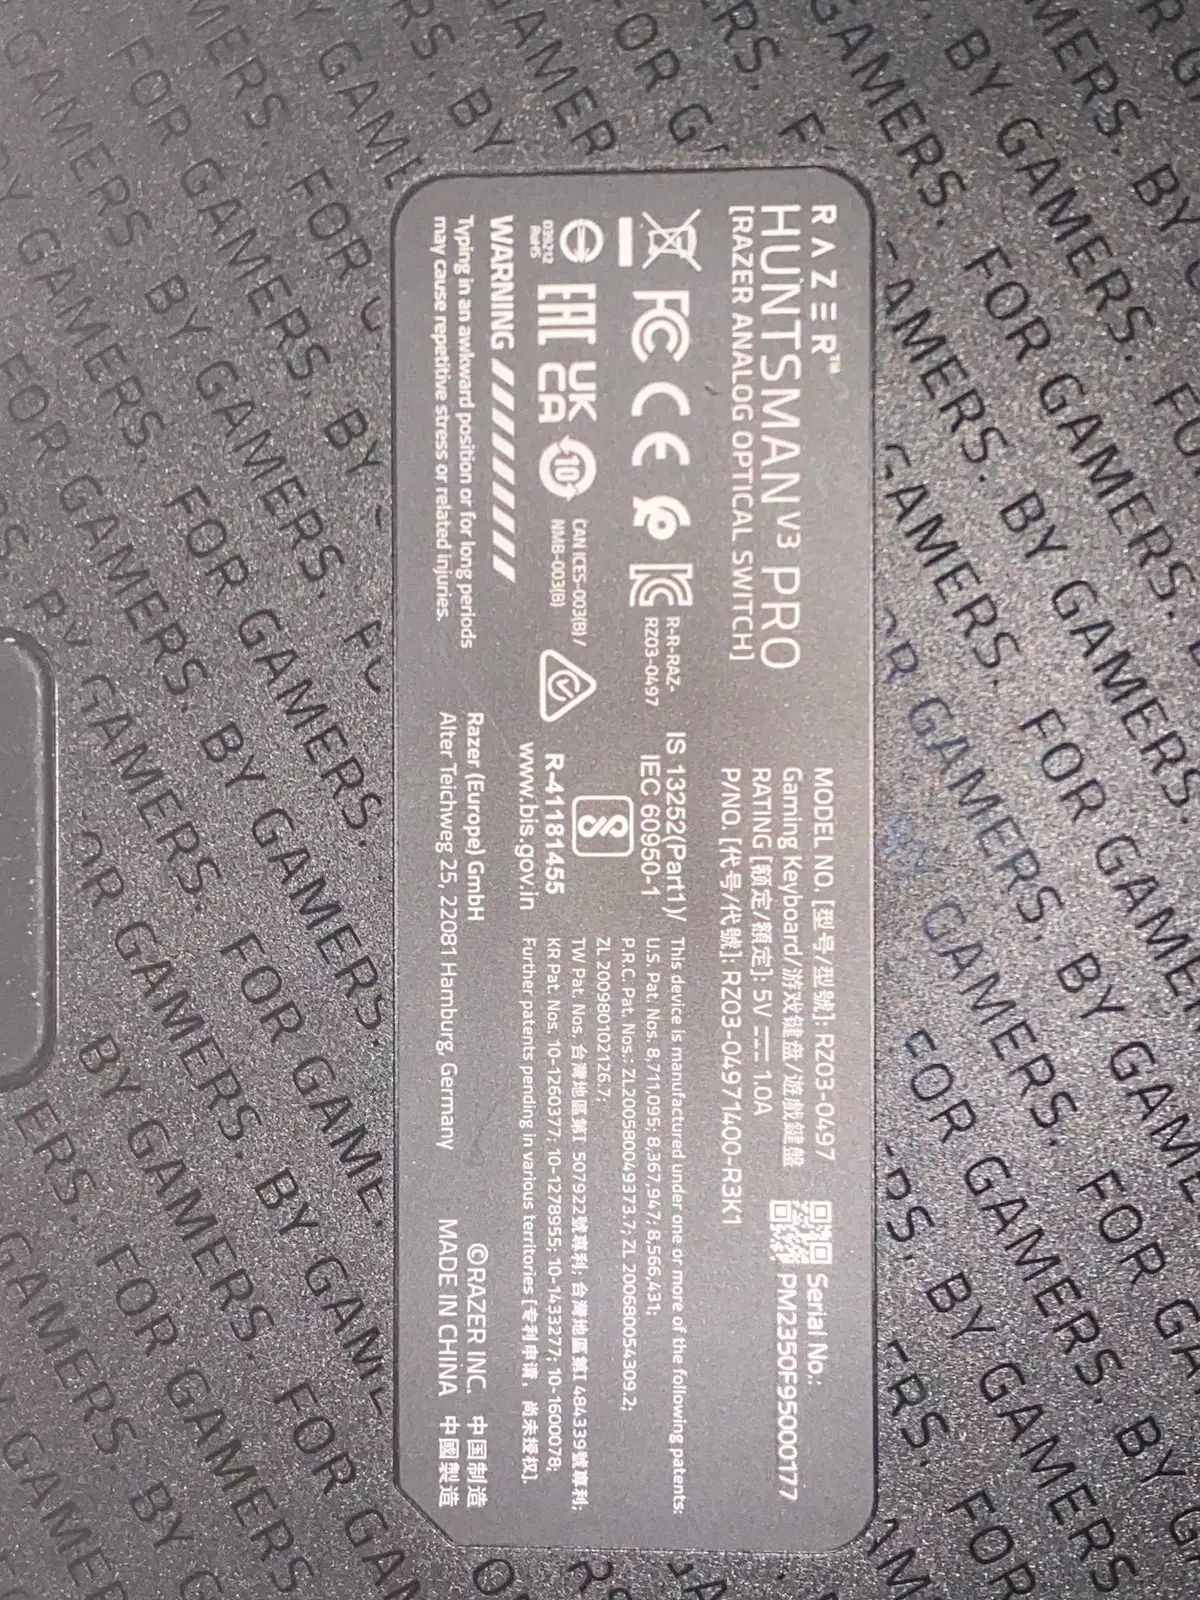 RAZER™
HUNTSMAN V3 PRO
[RAZER ANALOG OPTICAL SWITCH]
FC CE
R-R-RAZ-
RZ03-0497
025212
RoHS
EAC
UK
CA
10
CAN ICES-003(B) /
NMB-003(B)
WARNING
Typing in an awkward position or for long periods
may cause repetitive stress or related injuries.
MODEL NO. [型号/型號]: RZ03-0497
Gaming Keyboard/游戏键盘/遊戲鍵盤
RATING [额定/額定]: 5V ⎓ 1.0A
P/NO. [代号/代號]: RZ03-04971400-R3K1
Serial No.:
PM2350F95000177
IS 13252(Part1)/
IEC 60950-1
R-41181455
www.bis.gov.in
This device is manufactured under one or more of the following patents:
U.S. Pat. Nos. 8,711,095; 8,367,947; 8,566,431;
P.R.C. Pat. Nos.: ZL200580049373.7; ZL 200680054309.2;
ZL 200980102126.7;
TW Pat. Nos. 台灣地區第I 507922號專利; 台灣地區第I 484339號專利;
KR Pat. Nos. 10-1260377; 10-1278955; 10-1433277; 10-1600078;
Further patents pending in various territories [专利申请，尚未授权].
Razer (Europe) GmbH
Alter Teichweg 25, 22081 Hamburg, Germany
©RAZER INC. 中国制造
MADE IN CHINA 中國製造
FOR GAMERS. BY GAMERS.